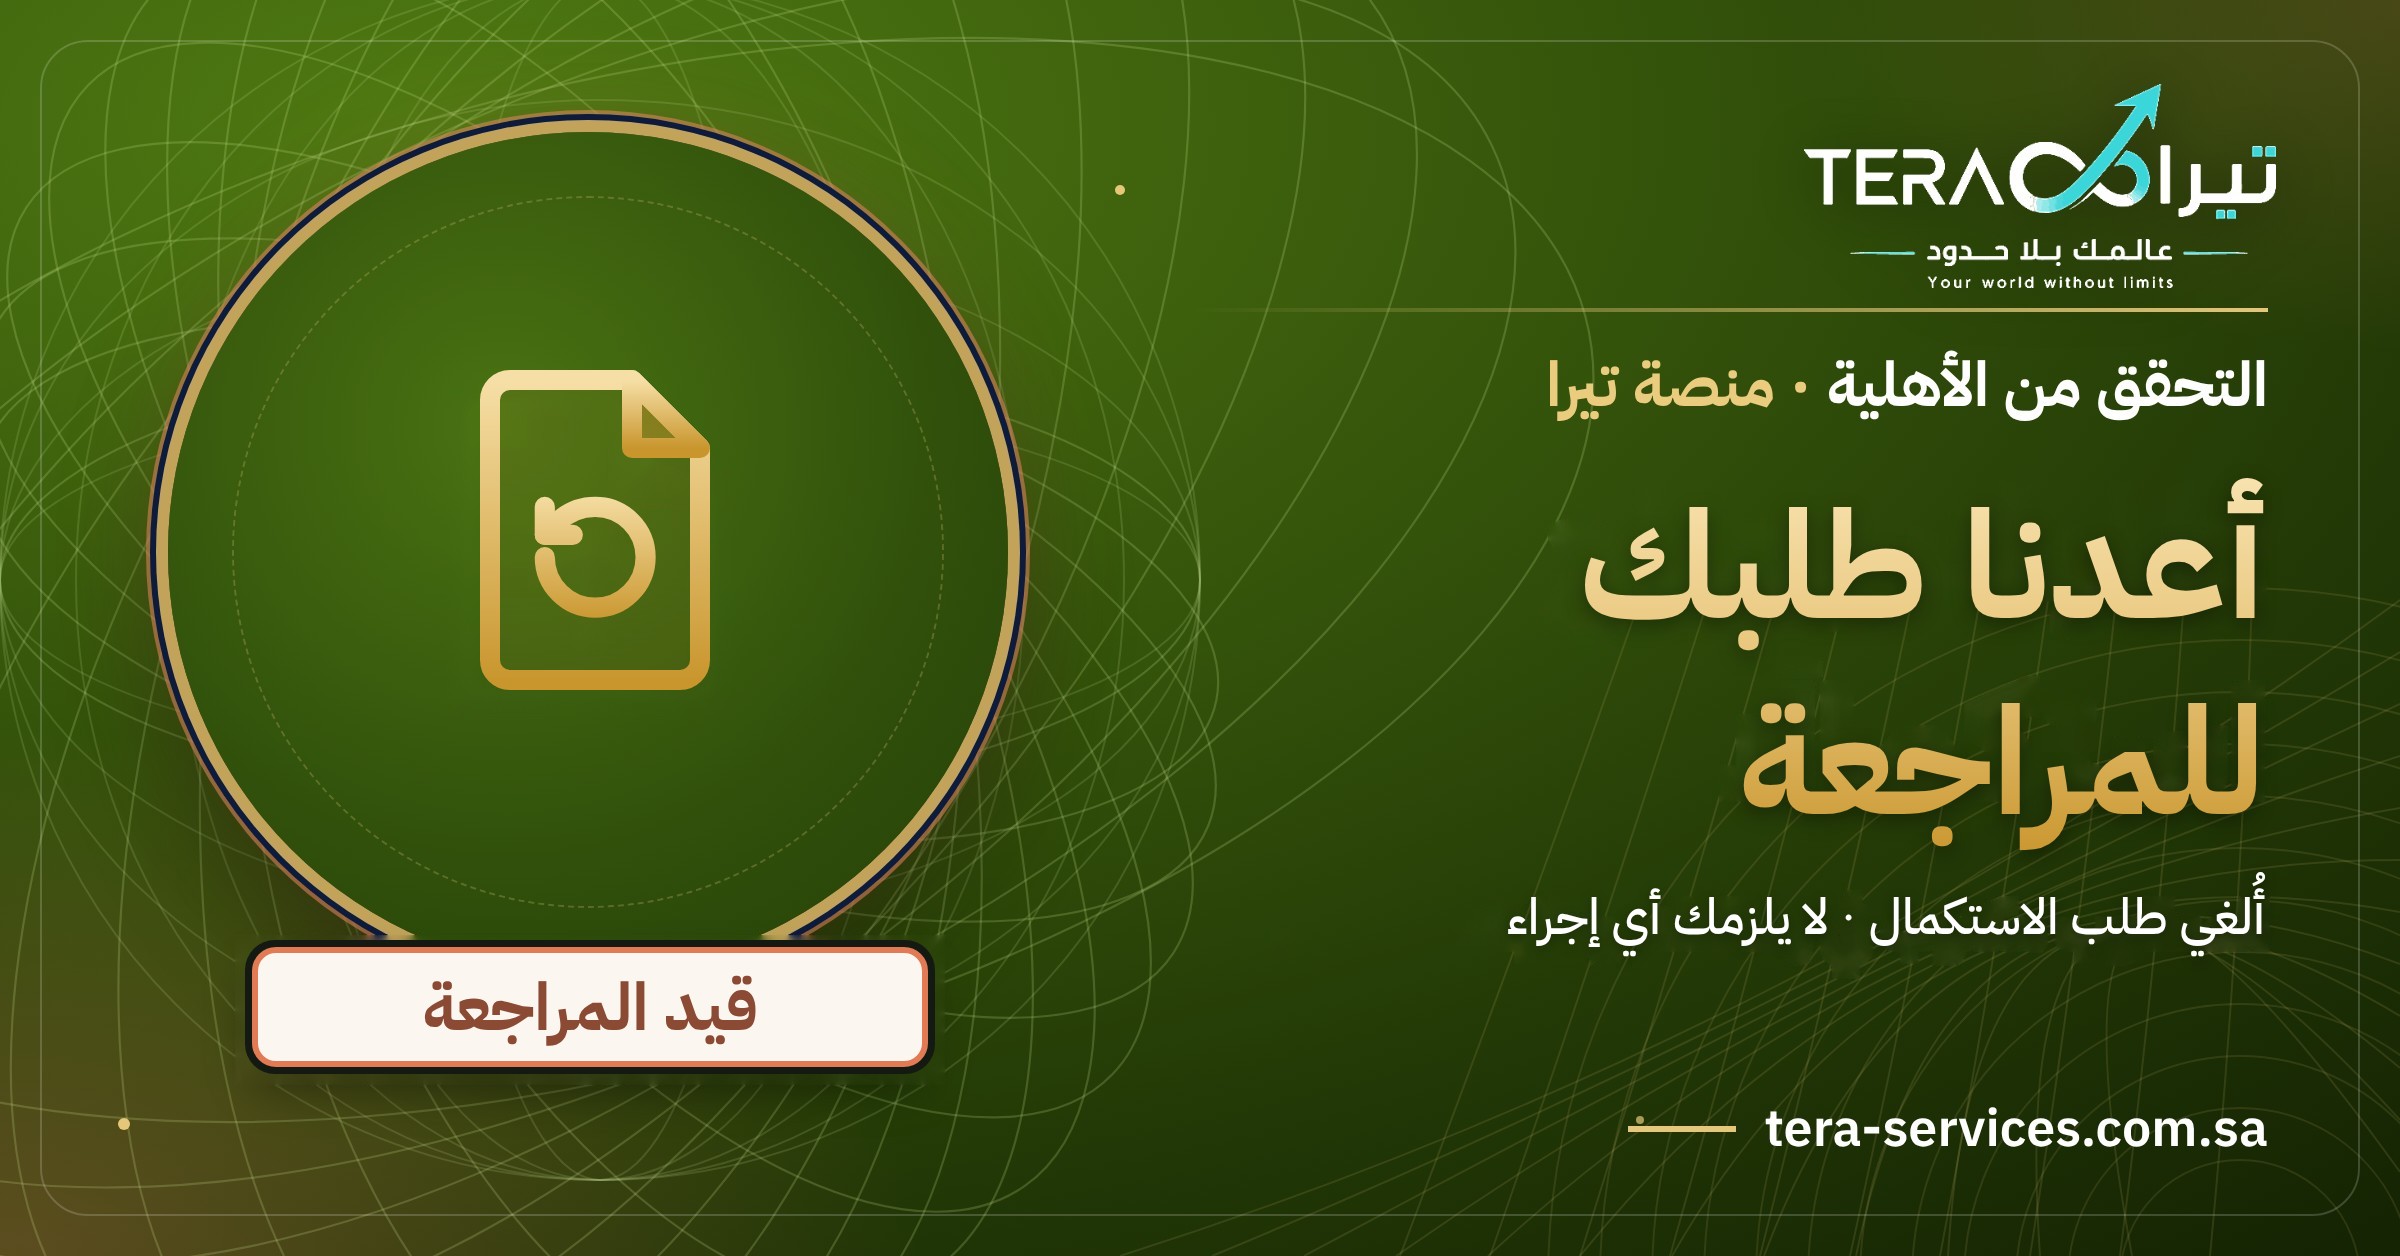 TERA تيرا
عالمك بلا حدود
Your world without limits
التحقق من الأهلية · منصة تيرا
أعدنا طلبك
للمراجعة
أُلغي طلب الاستكمال · لا يلزمك أي إجراء
قيد المراجعة
tera-services.com.sa